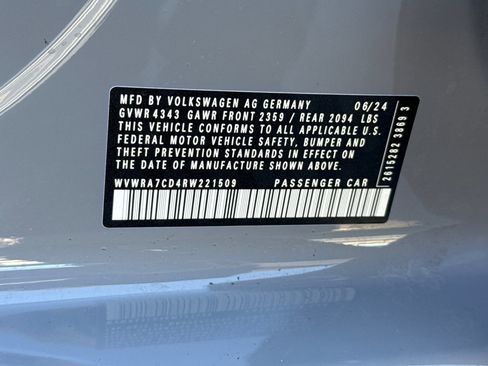 MFD BY VOLKSWAGEN AG GERMANY 06/24
GVWR 4343 GAWR FRONT 2359 / REAR 2094 LBS
THIS VEHICLE CONFORMS TO ALL APPLICABLE U.S.
FEDERAL MOTOR VEHICLE SAFETY, BUMPER AND
THEFT PREVENTION STANDARDS IN EFFECT ON THE
DATE OF MANUFACTURE SHOWN ABOVE.
WVWRA7CD4RW221509 PASSENGER CAR
2615282 3869 3